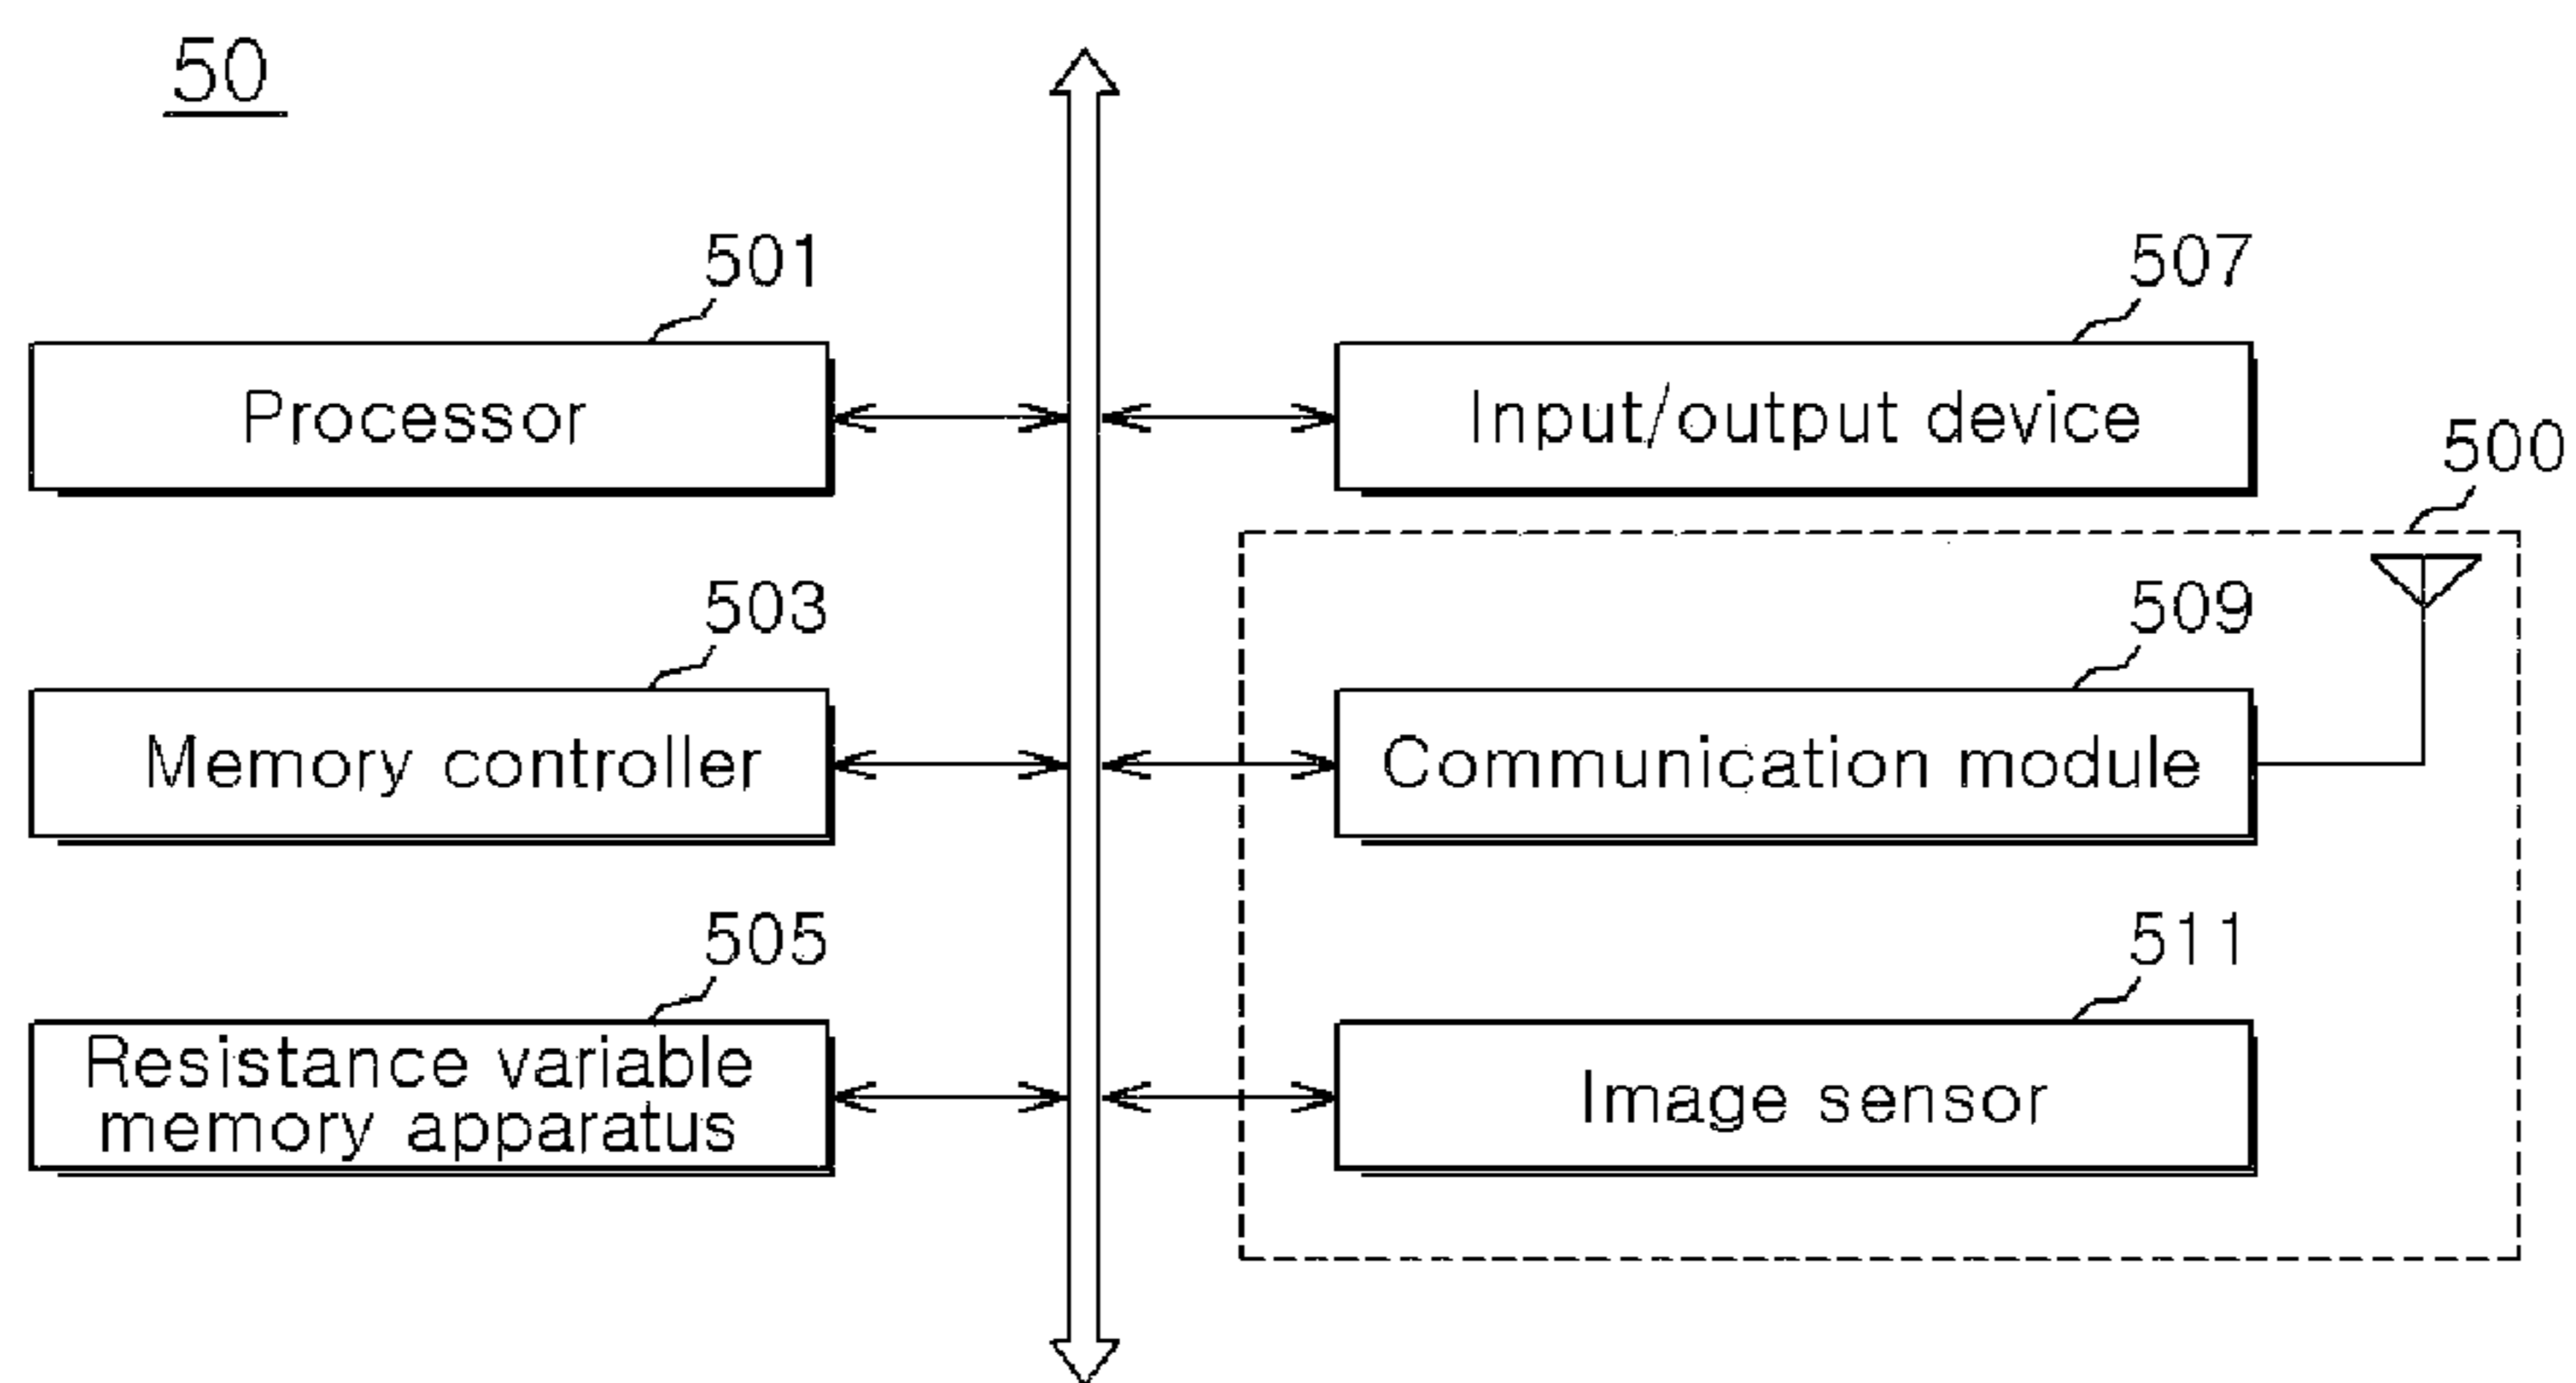 50
501
507
Processor
Input/output device
500
503
509
Memory controller
Communication module
505
511
Resistance variable
memory apparatus
Image sensor